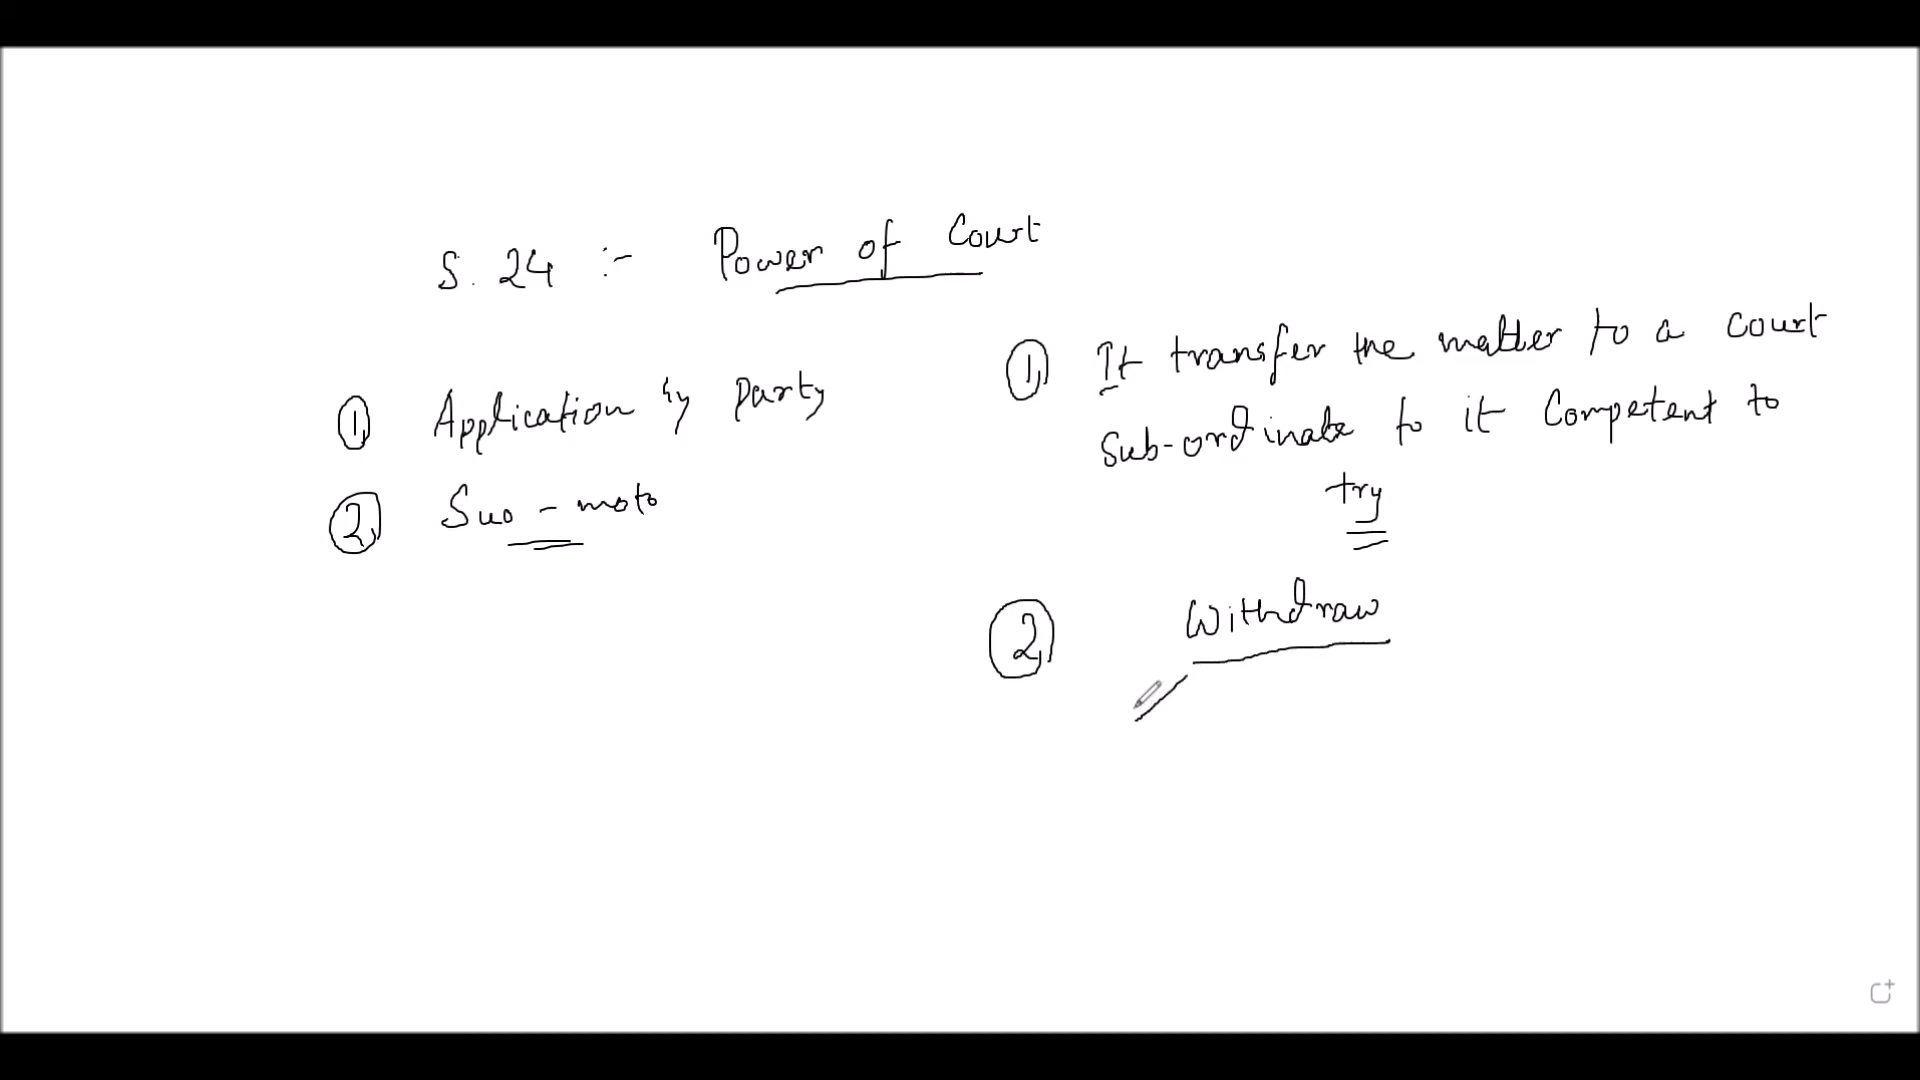 S. 24 :- Power of Court
① Application by party
② Suo - moto
① It transfer the matter to a court
Sub-ordinate to it Competent to
try
② Withdraw